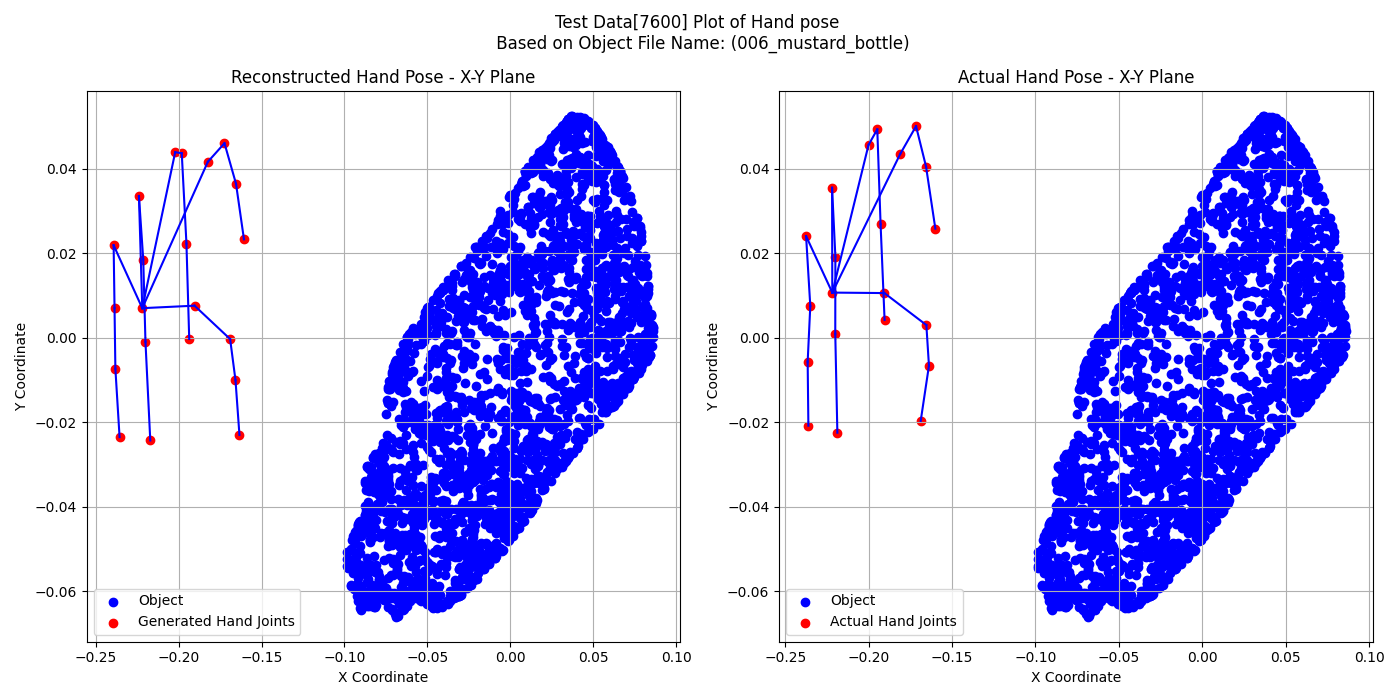 Test Data[7600] Plot of Hand pose
Based on Object File Name: (006_mustard_bottle)
Reconstructed Hand Pose - X-Y Plane
Y Coordinate
0.04
0.02
0.00
−0.02
−0.04
−0.06
Object
Generated Hand Joints
−0.25
−0.20
−0.15
−0.10
−0.05
0.00
0.05
0.10
X Coordinate
Actual Hand Pose - X-Y Plane
Y Coordinate
0.04
0.02
0.00
−0.02
−0.04
−0.06
Object
Actual Hand Joints
−0.25
−0.20
−0.15
−0.10
−0.05
0.00
0.05
0.10
X Coordinate